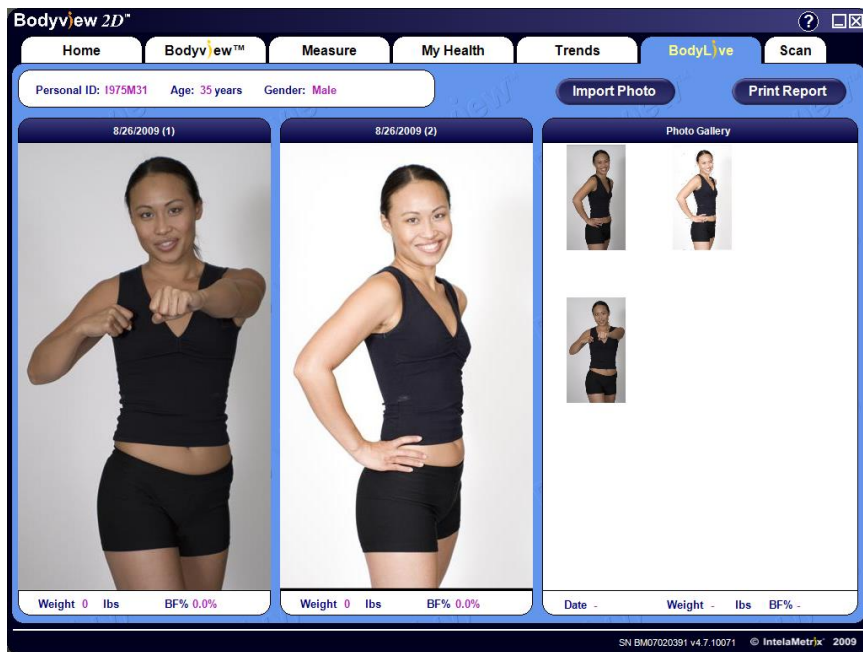 Bodyview 2D™
?
Home Bodyview™ Measure My Health Trends BodyLive Scan
Personal ID: I975M31 Age: 35 years Gender: Male
Import Photo Print Report
8/26/2009 (1) 8/26/2009 (2) Photo Gallery
Weight 0 lbs BF% 0.0% Weight 0 lbs BF% 0.0% Date - Weight - lbs BF% -
SN BM07020391 v4.7.10071 © IntelaMetrix 2009